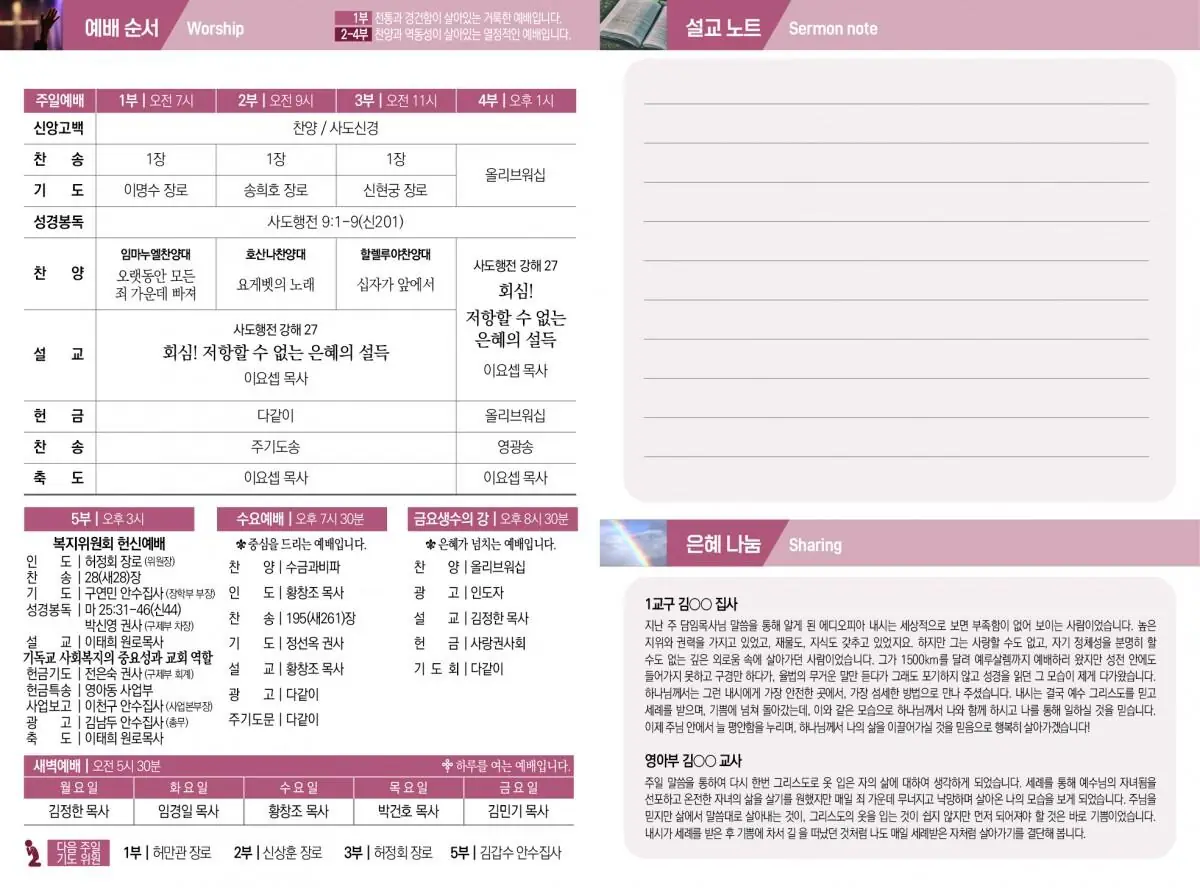 예배 순서 Worship
1부 전통과 경건함이 살아있는 거룩한 예배입니다.
2-4부 찬양과 역동성이 살아있는 열정적인 예배입니다.
주일예배 1부 | 오전 7시 2부 | 오전 9시 3부 | 오전 11시 4부 | 오후 1시
신앙고백 찬양 / 사도신경
찬 송 1장 1장 1장
올리브워십
기 도 이명수 장로 송희호 장로 신현궁 장로
성경봉독 사도행전 9:1-9(신201)
찬 양
임마누엘찬양대
오랫동안 모든
죄 가운데 빠져
호산나찬양대
요게벳의 노래
할렐루야찬양대
십자가 앞에서
사도행전 강해 27
회심!
저항할 수 없는
은혜의 설득
이요셉 목사
설 교
사도행전 강해 27
회심! 저항할 수 없는 은혜의 설득
이요셉 목사
헌 금 다같이 올리브워십
찬 송 주기도송 영광송
축 도 이요셉 목사 이요셉 목사
5부 | 오후 3시
복지위원회 헌신예배
인 도 | 허정회 장로 (위원장)
찬 송 | 28(새28)장
기 도 | 구연민 안수집사 (장학부 부장)
성경봉독 | 마 25:31-46(신44)
박신영 권사 (구제부 차장)
설 교 | 이태희 원로목사
기독교 사회복지의 중요성과 교회 역할
헌금기도 | 전은숙 권사 (구제부 회계)
헌금특송 | 영아동 사업부
사업보고 | 이천구 안수집사 (사업본부장)
광 고 | 김남두 안수집사 (총무)
축 도 | 이태희 원로목사
수요예배 | 오후 7시 30분
중심을 드리는 예배입니다.
찬 양 | 수금과비파
인 도 | 황창조 목사
찬 송 | 195(새261)장
기 도 | 정선옥 권사
설 교 | 황창조 목사
광 고 | 다같이
주기도문 | 다같이
금요생수의 강 | 오후 8시 30분
은혜가 넘치는 예배입니다.
찬 양 | 올리브워십
광 고 | 인도자
설 교 | 김정한 목사
헌 금 | 사랑권사회
기 도 회 | 다같이
새벽예배 | 오전 5시 30분 하루를 여는 예배입니다.
월요일 화요일 수요일 목요일 금요일
김정한 목사 임경일 목사 황창조 목사 박건호 목사 김민기 목사
다음 주일
기도 위원
1부 | 허만관 장로 2부 | 신상훈 장로 3부 | 허정회 장로 5부 | 김갑수 안수집사
설교 노트 Sermon note
은혜 나눔 Sharing
1교구 김○○ 집사
지난 주 담임목사님 말씀을 통해 알게 된 에디오피아 내시는 세상적으로 보면 부족함이 없어 보이는 사람이었습니다. 높은
지위와 권력을 가지고 있었고, 재물도, 지식도 갖추고 있었지요. 하지만 그는 사랑할 수도 없고, 자기 정체성을 분명히 할
수도 없는 깊은 외로움 속에 살아가던 사람이었습니다. 그가 1500km를 달려 예루살렘까지 예배하러 왔지만 성전 안에도
들어가지 못하고 구경만 하다가, 율법의 무거운 말만 듣다가 그래도 포기하지 않고 성경을 읽던 그 모습이 제게 다가왔습니다.
하나님께서는 그런 내시에게 가장 안전한 곳에서, 가장 섬세한 방법으로 만나 주셨습니다. 내시는 결국 예수 그리스도를 믿고
세례를 받으며, 기쁨에 넘쳐 돌아갔는데, 이와 같은 모습으로 하나님께서 나와 함께 하시고 나를 통해 일하실 것을 믿습니다.
이제 주님 안에서 늘 평안함을 누리며, 하나님께서 나의 삶을 이끌어가실 것을 믿음으로 행복히 살아가겠습니다!
영아부 김○○ 교사
주일 말씀을 통하여 다시 한번 그리스도로 옷 입은 자의 삶에 대하여 생각하게 되었습니다. 세례를 통해 예수님의 자녀됨을
선포하고 온전한 자녀의 삶을 살기를 원했지만 매일 죄 가운데 무너지고 낙망하며 살아온 나의 모습을 보게 되었습니다. 주님을
믿지만 삶에서 말씀대로 살아내는 것이, 그리스도의 옷을 입는 것이 쉽지 않지만 먼저 되어져야 할 것은 바로 기쁨이었습니다.
내시가 세례를 받은 후 기쁨에 차서 길 을 떠났던 것처럼 나도 매일 세례받은 자처럼 살아가기를 결단해 봅니다.